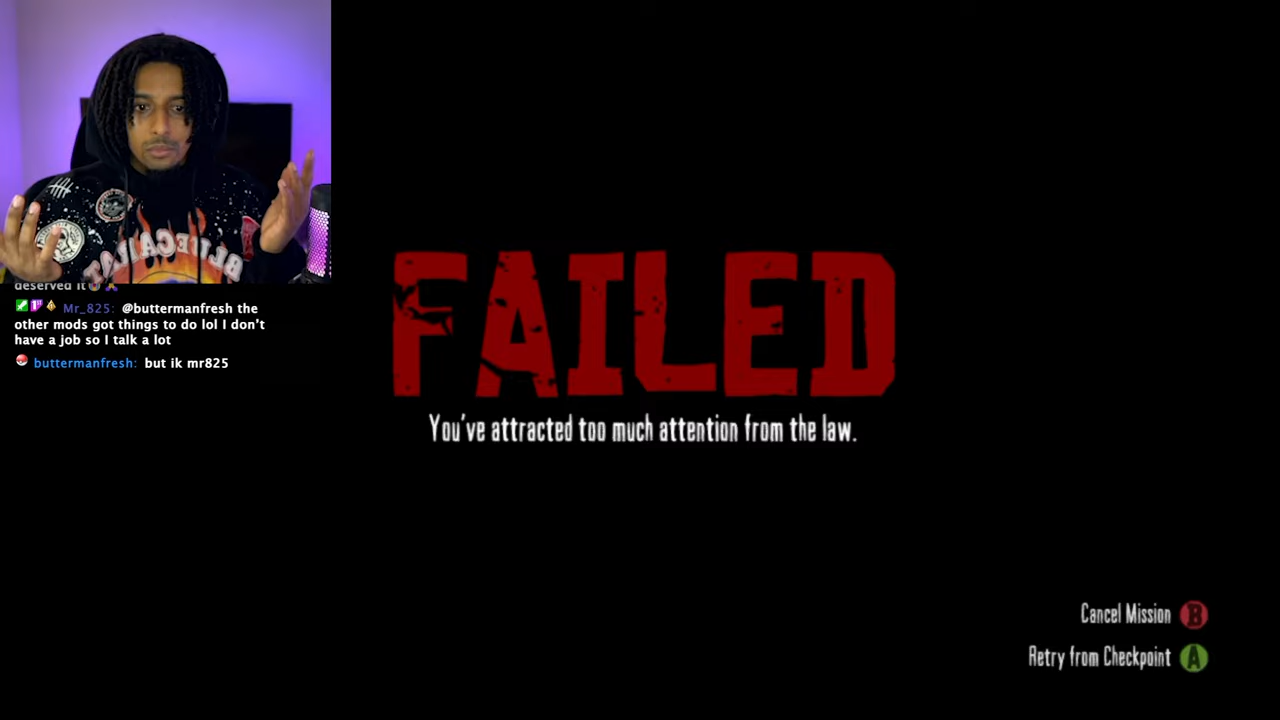 deserved it
Mr_825: @buttermanfresh the
other mods got things to do lol I don't
have a job so I talk a lot
buttermanfresh: but ik mr825
FAILED
You've attracted too much attention from the law.
Cancel Mission B
Retry from Checkpoint A